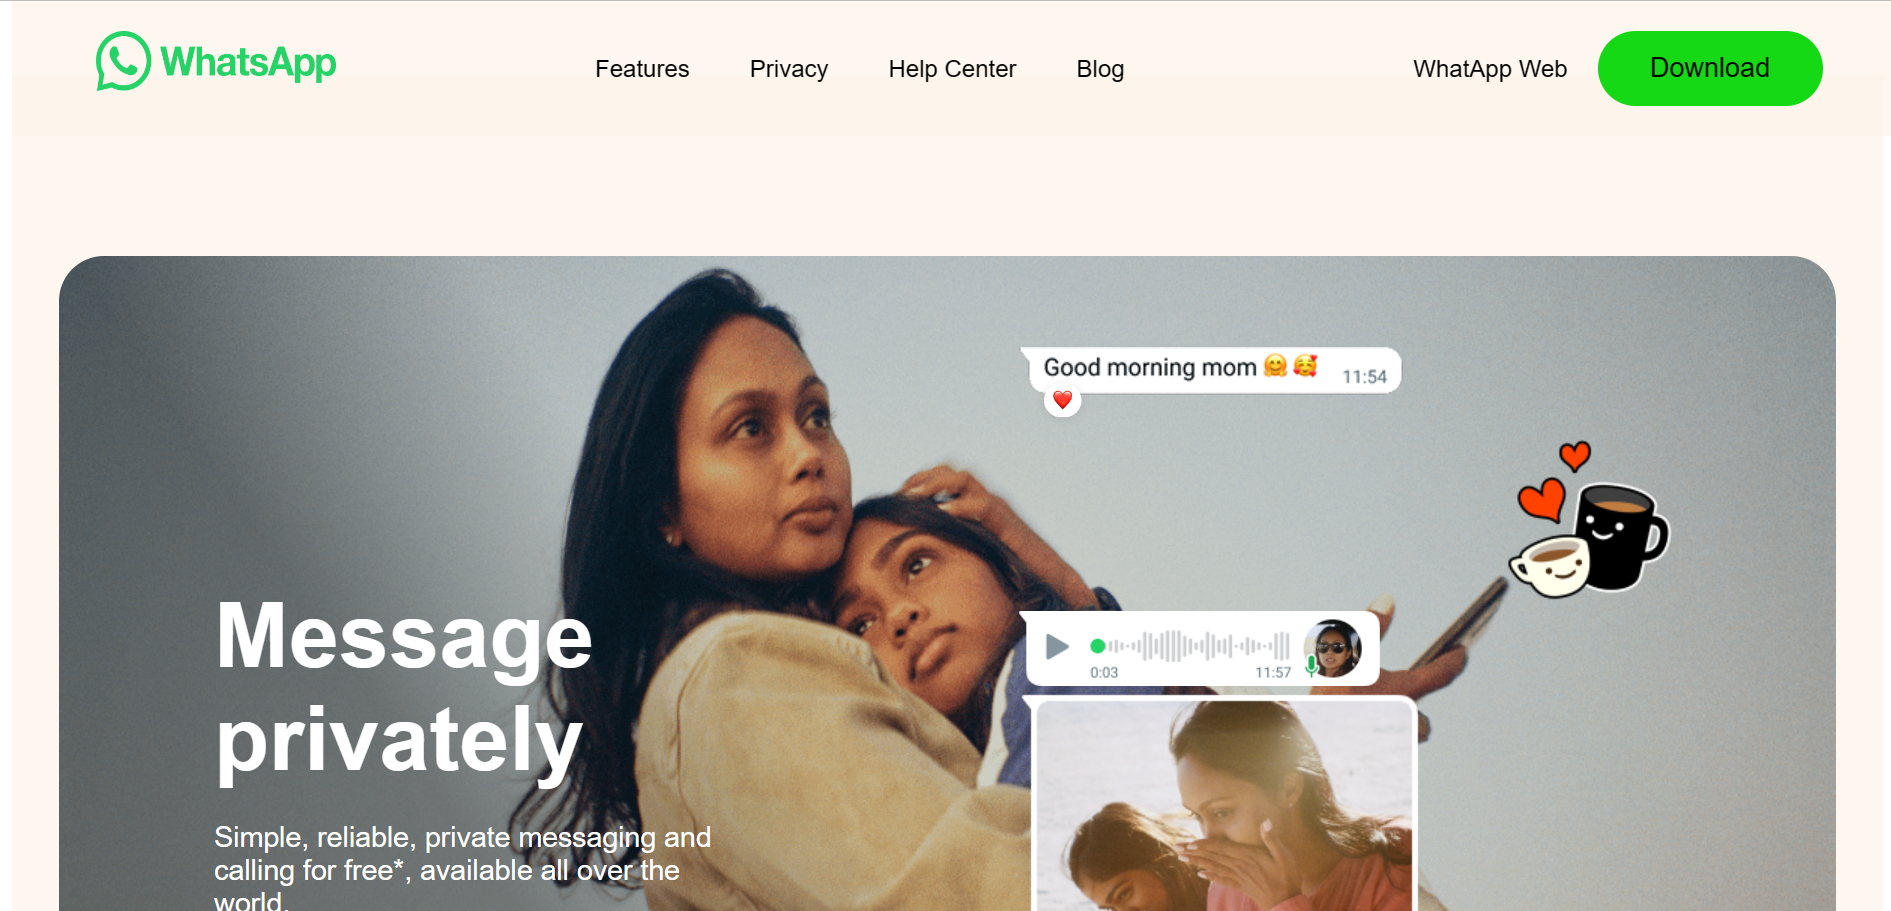 WhatsApp
Features
Privacy
Help Center
Blog
WhatApp Web
Download
Good morning mom 🤗 🥰 11:54
❤️
0:03 11:57
Message
privately
Simple, reliable, private messaging and
calling for free*, available all over the
world.